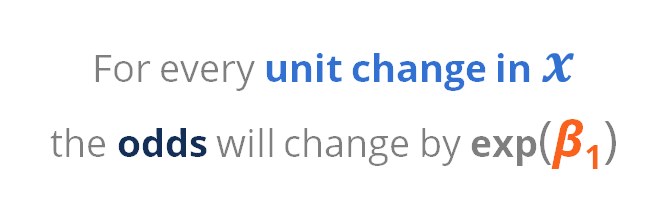 For every unit change in x
the odds will change by exp(β₁)